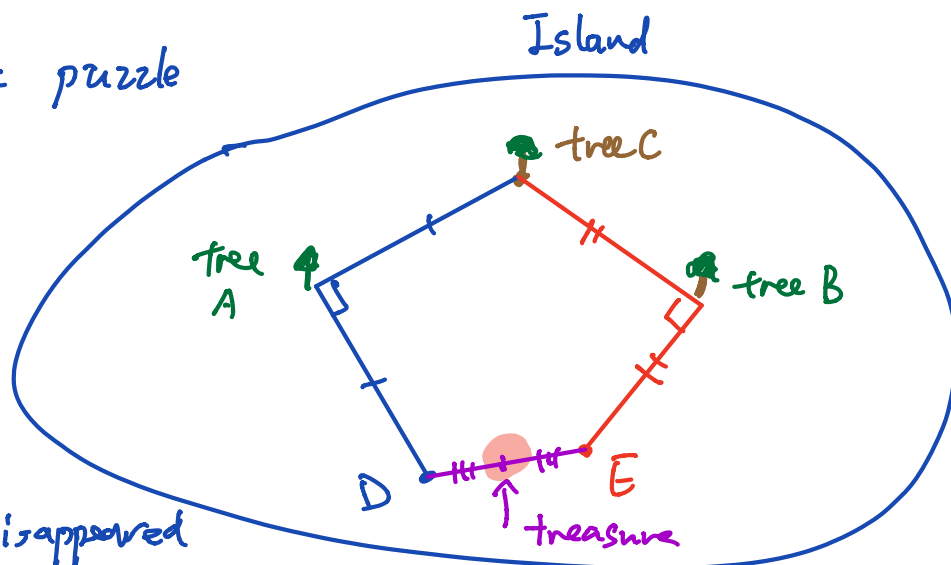 Island
: puzzle
tree C
tree
A
tree B
D
E
treasure
isappeared